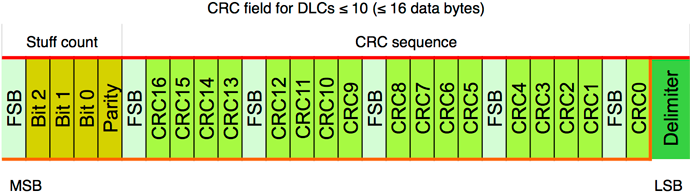 CRC field for DLCs ≤ 10 (≤ 16 data bytes)
Stuff count CRC sequence
FSB Bit 2 Bit 1 Bit 0 Parity FSB CRC16 CRC15 CRC14 CRC13 FSB CRC12 CRC11 CRC10 CRC9 FSB CRC8 CRC7 CRC6 CRC5 FSB CRC4 CRC3 CRC2 CRC1 FSB CRC0 Delimiter
MSB LSB